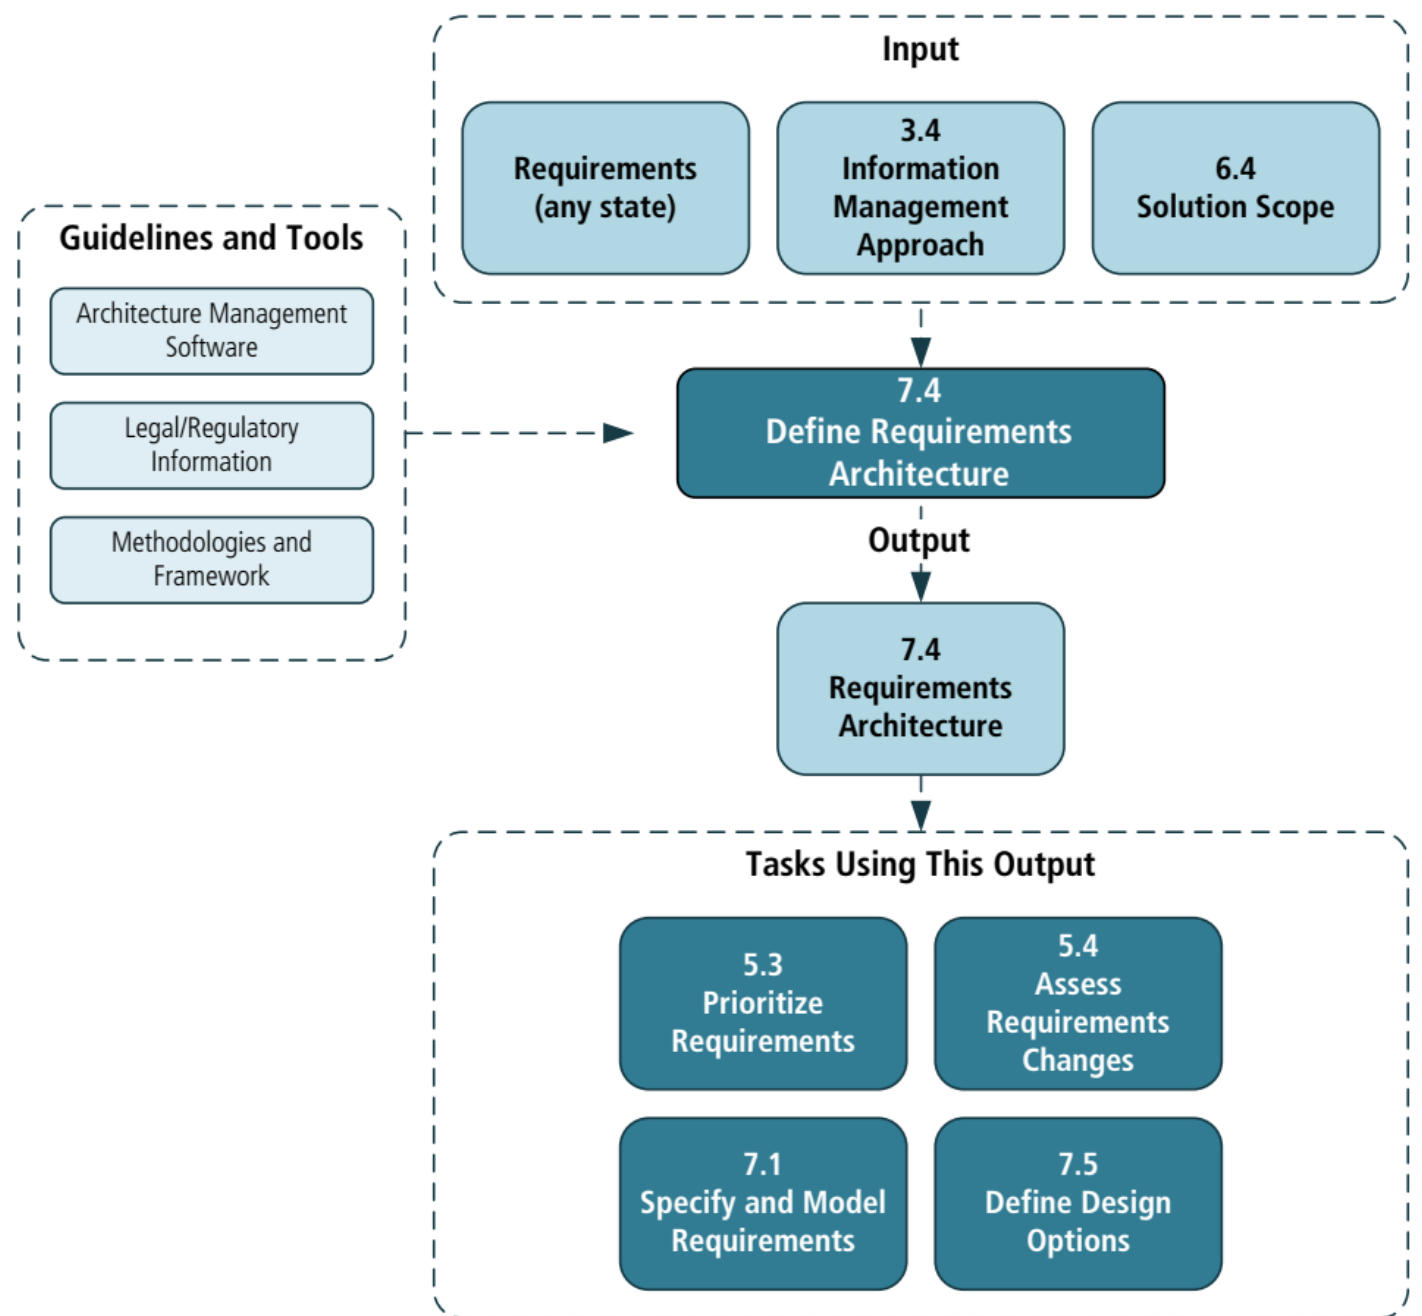 Input
Requirements
(any state)
3.4
Information
Management
Approach
6.4
Solution Scope
Guidelines and Tools
Architecture Management
Software
Legal/Regulatory
Information
Methodologies and
Framework
7.4
Define Requirements
Architecture
Output
7.4
Requirements
Architecture
Tasks Using This Output
5.3
Prioritize
Requirements
5.4
Assess
Requirements
Changes
7.1
Specify and Model
Requirements
7.5
Define Design
Options